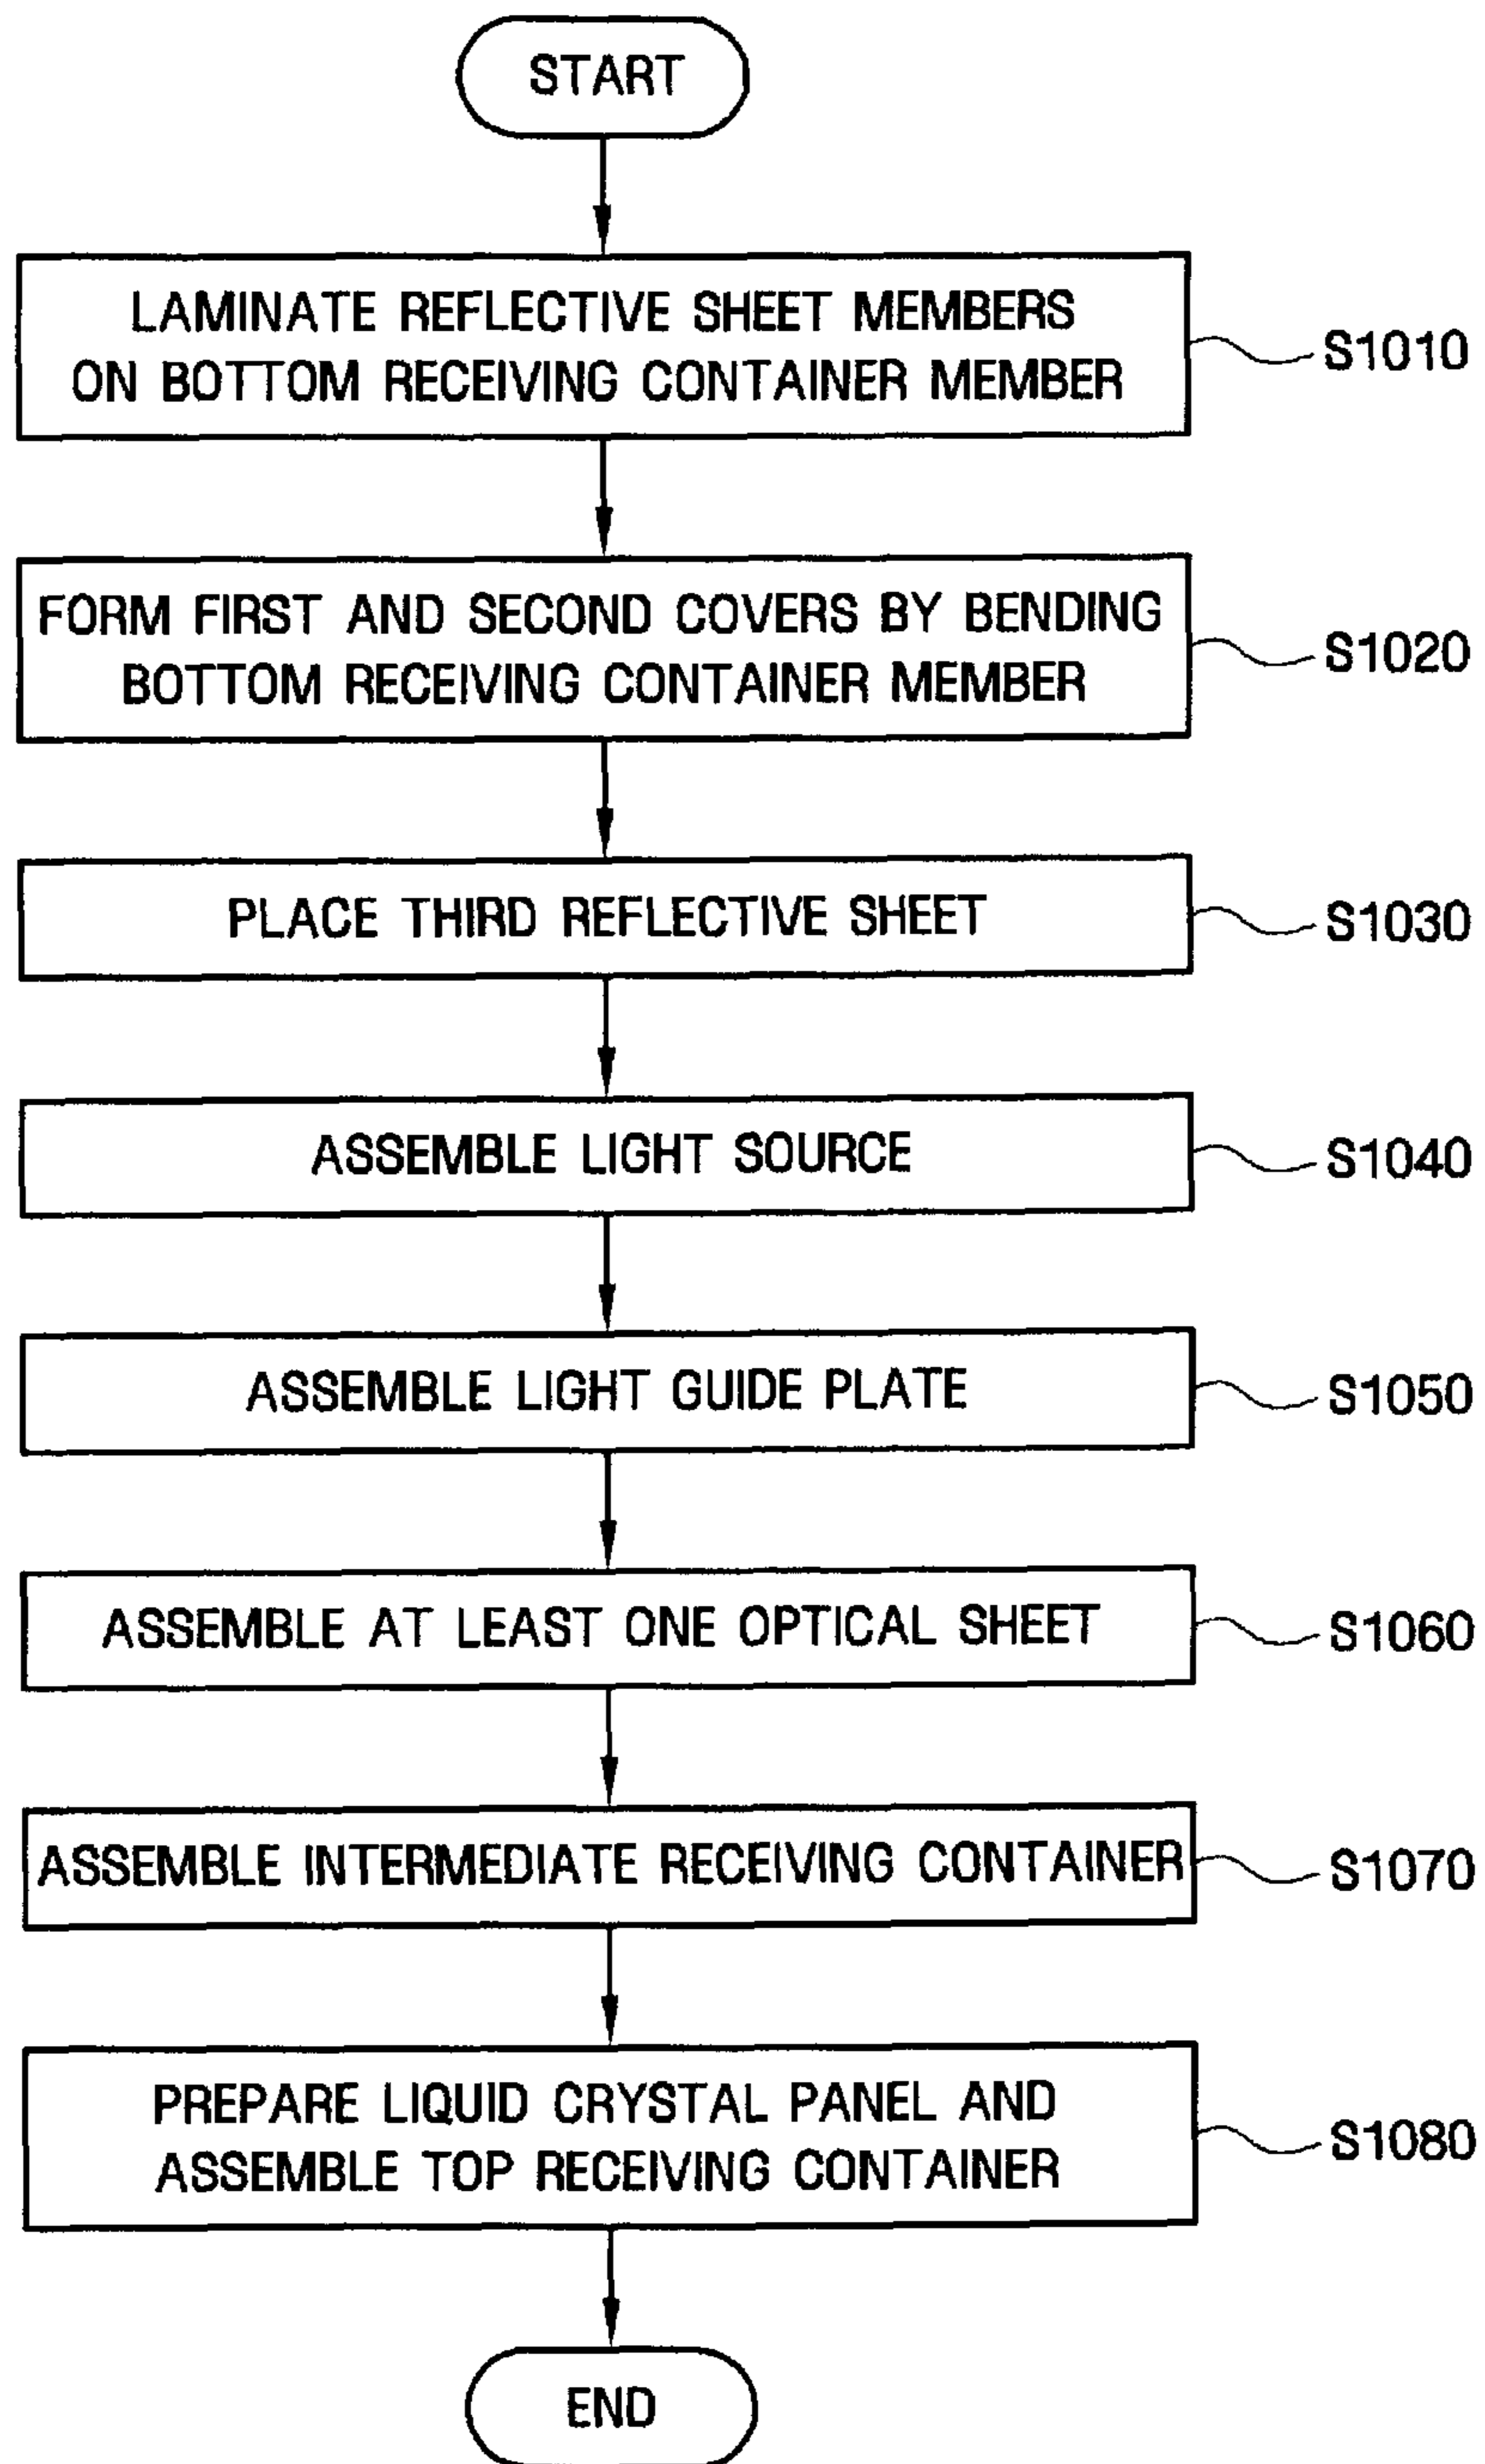 START
LAMINATE REFLECTIVE SHEET MEMBERS
ON BOTTOM RECEIVING CONTAINER MEMBER
S1010
FORM FIRST AND SECOND COVERS BY BENDING
BOTTOM RECEIVING CONTAINER MEMBER
S1020
PLACE THIRD REFLECTIVE SHEET
S1030
ASSEMBLE LIGHT SOURCE
S1040
ASSEMBLE LIGHT GUIDE PLATE
S1050
ASSEMBLE AT LEAST ONE OPTICAL SHEET
S1060
ASSEMBLE INTERMEDIATE RECEIVING CONTAINER
S1070
PREPARE LIQUID CRYSTAL PANEL AND
ASSEMBLE TOP RECEIVING CONTAINER
S1080
END